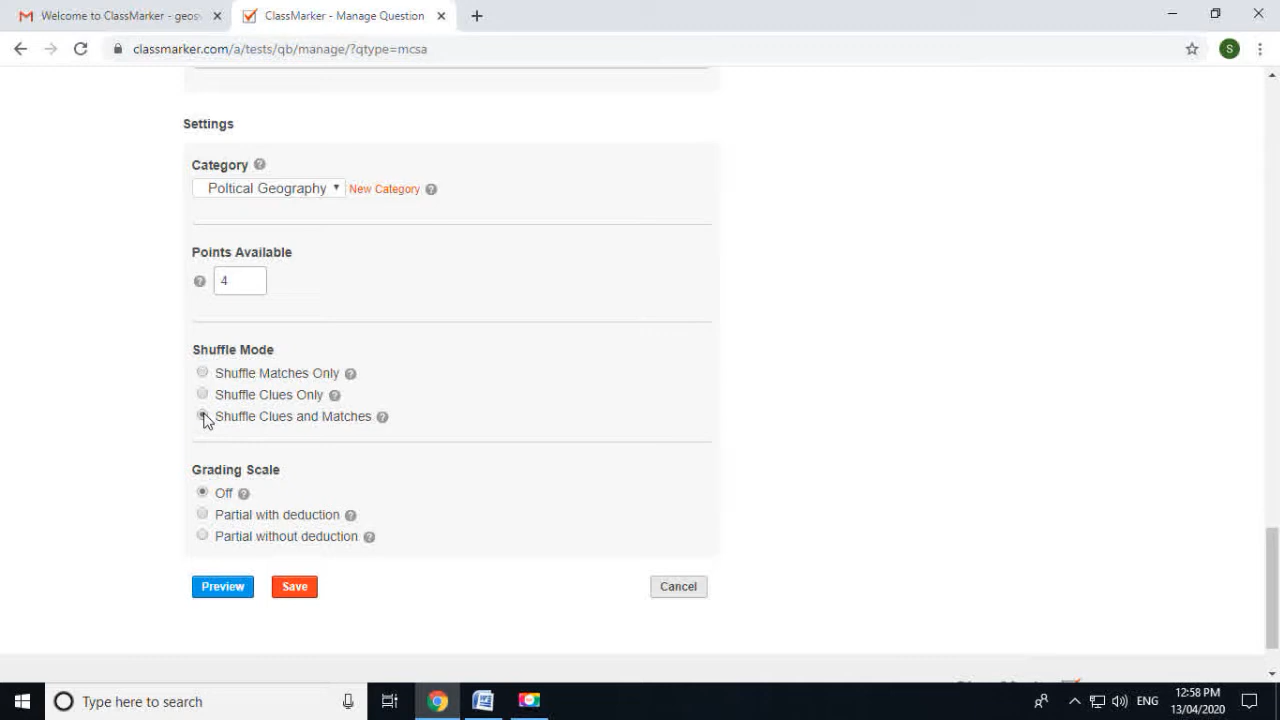 Welcome to ClassMarker - geosv
ClassMarker - Manage Question
classmarker.com/a/tests/qb/manage/?qtype=mcsa
S
Settings
Category
Poltical Geography
New Category
Points Available
4
Shuffle Mode
Shuffle Matches Only
Shuffle Clues Only
Shuffle Clues and Matches
Grading Scale
Off
Partial with deduction
Partial without deduction
Preview
Save
Cancel
Type here to search
ENG
12:58 PM
13/04/2020